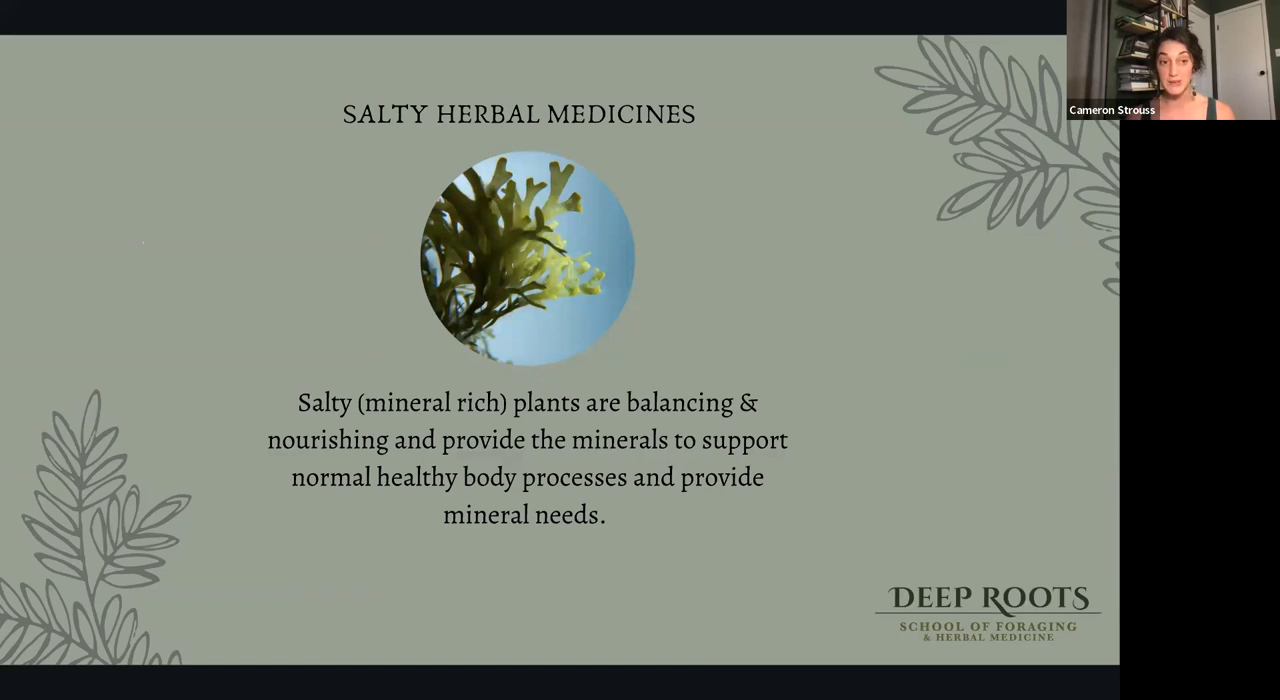 Cameron Strouss
SALTY HERBAL MEDICINES
Salty (mineral rich) plants are balancing &
nourishing and provide the minerals to support
normal healthy body processes and provide
mineral needs.
DEEP ROOTS
SCHOOL OF FORAGING
& HERBAL MEDICINE